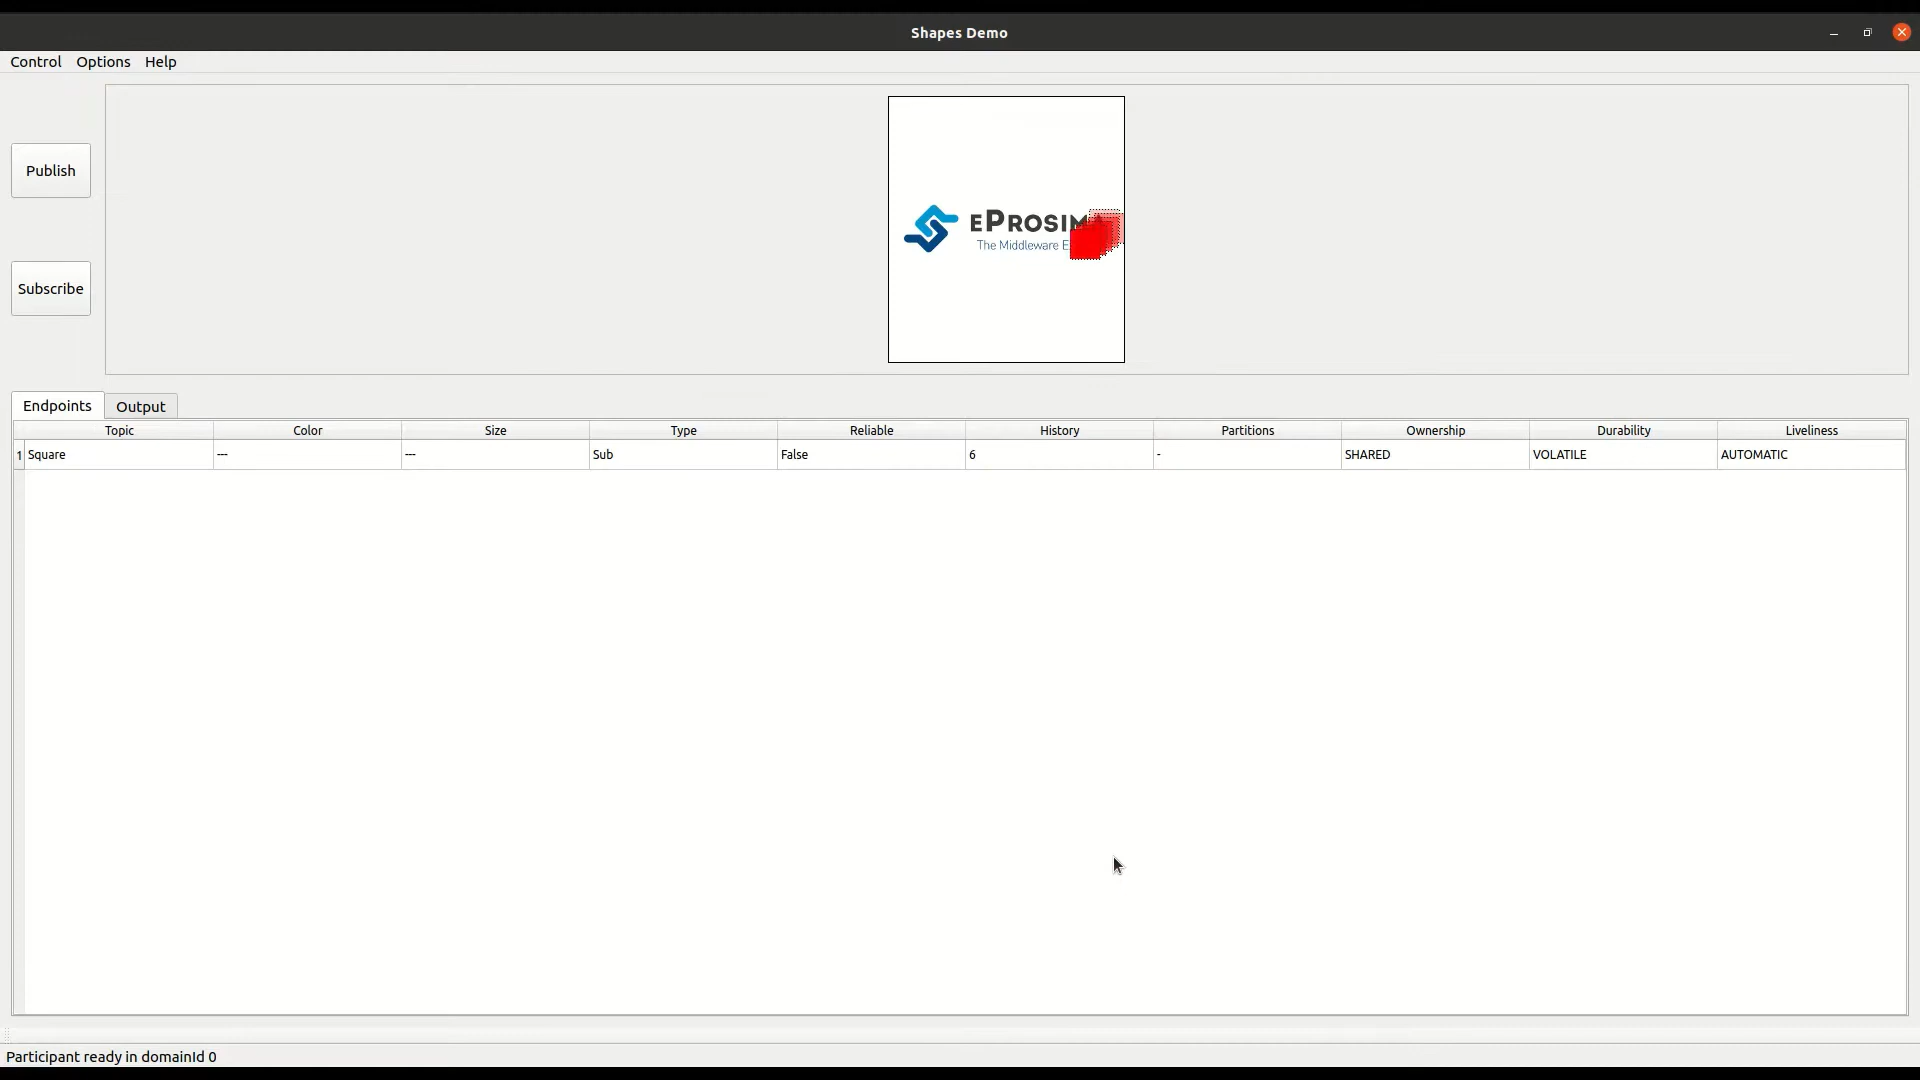 Shapes Demo
Control Options Help
Publish
Subscribe
EPROSIM
The Middleware E
Endpoints Output
Topic Color Size Type Reliable History Partitions Ownership Durability Liveliness
1 Square --- --- Sub False 6 - SHARED VOLATILE AUTOMATIC
Participant ready in domainId 0